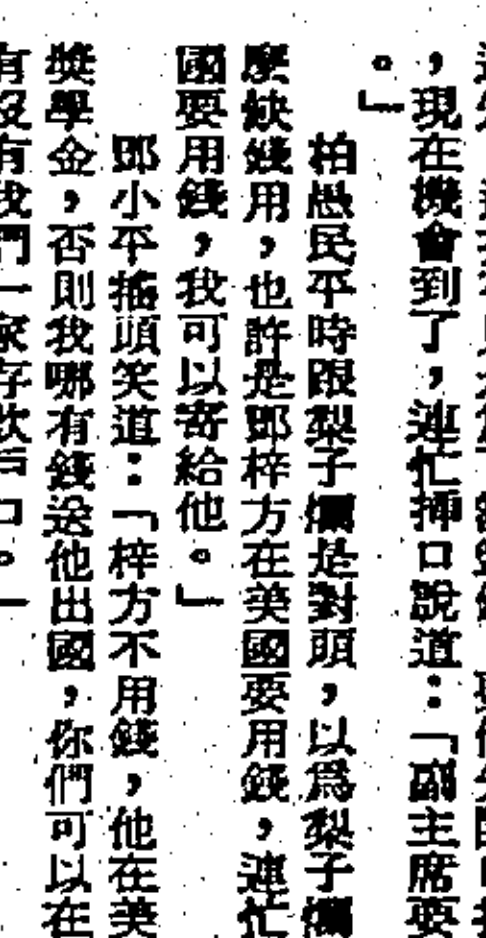 ，現在機會到了，連忙揷口說道：「副主席要
。」
柏愚民平時跟梨子爛是對頭，以爲梨子爛
麽缺錢用，也許是鄧梓方在美國要用錢，連忙
國要用錢，我可以寄給他。」
鄧小平搖頭笑道：「梓方不用錢，他在美
獎學金，否則我哪有錢送他出國，你們可以在
有沒有我們一家存款戶口。」